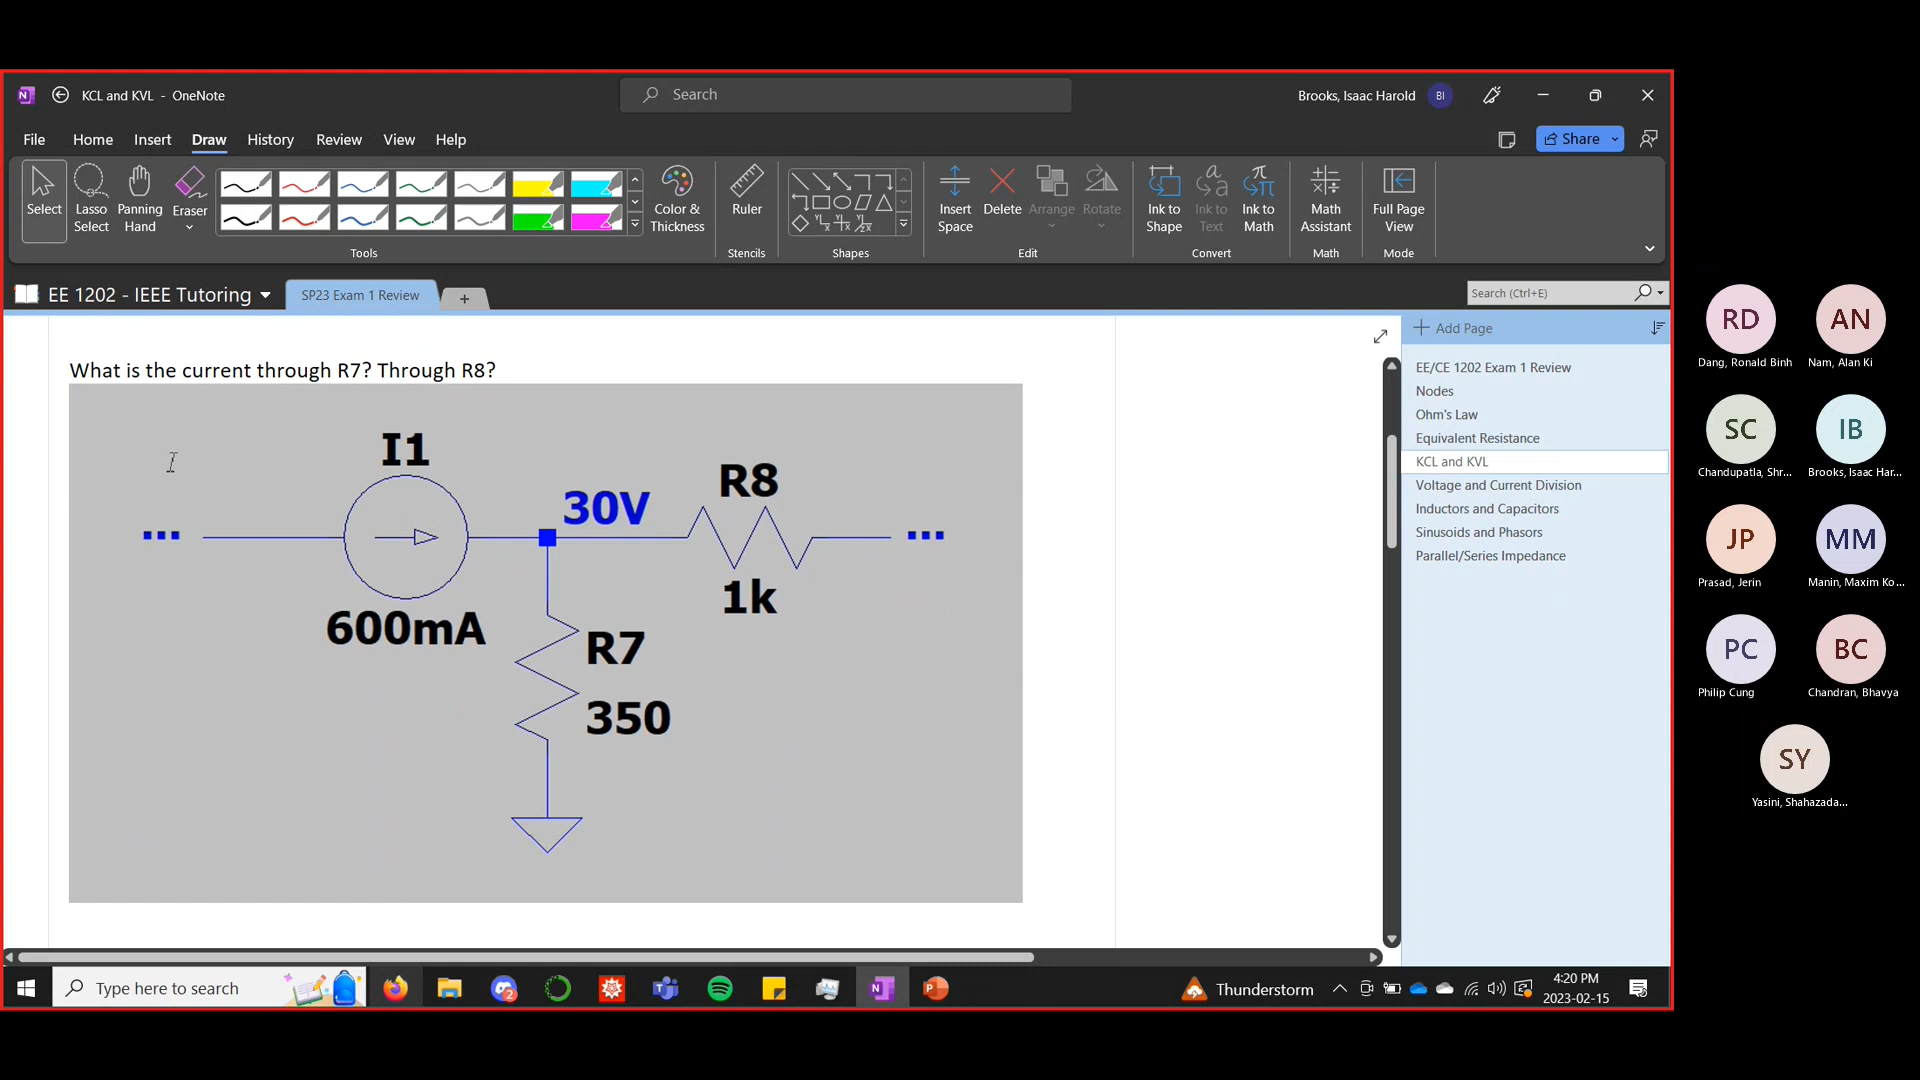 KCL and KVL - OneNote
Search
Brooks, Isaac Harold
BI
File
Home
Insert
Draw
History
Review
View
Help
Share
Select
Lasso Select
Panning Hand
Eraser
Color & Thickness
Ruler
Insert Space
Delete
Arrange
Rotate
Ink to Shape
Ink to Text
Ink to Math
Math Assistant
Full Page View
Tools
Stencils
Shapes
Edit
Convert
Math
Mode
EE 1202 - IEEE Tutoring
SP23 Exam 1 Review
Search (Ctrl+E)
What is the current through R7? Through R8?
I1
R8
30V
...
...
1k
600mA
R7
350
Add Page
EE/CE 1202 Exam 1 Review
Nodes
Ohm's Law
Equivalent Resistance
KCL and KVL
Voltage and Current Division
Inductors and Capacitors
Sinusoids and Phasors
Parallel/Series Impedance
RD
Dang, Ronald Binh
AN
Nam, Alan Ki
SC
Chandupatla, Shr...
IB
Brooks, Isaac Har...
JP
Prasad, Jerin
MM
Manin, Maxim Ko...
PC
Philip Cung
BC
Chandran, Bhavya
SY
Yasini, Shahazada...
Type here to search
2
Thunderstorm
4:20 PM
2023-02-15